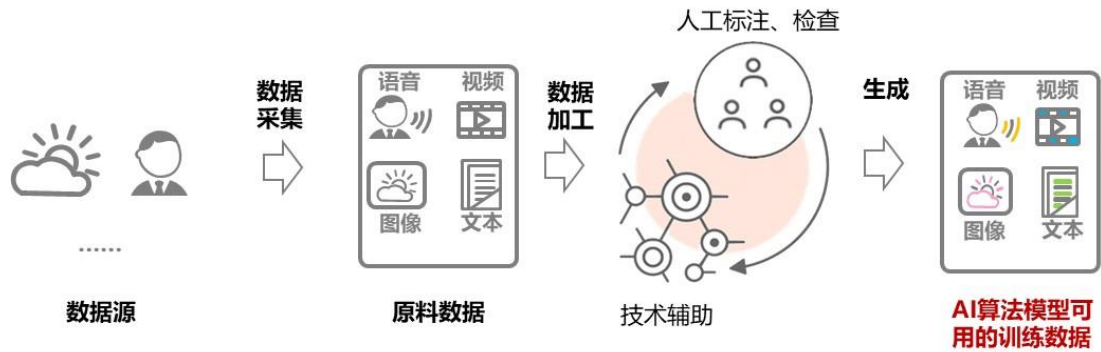 人工标注、检查
数据
采集
语音 视频
图像 文本
数据
加工
生成
语音 视频
图像 文本
......
数据源
原料数据
技术辅助
AI算法模型可
用的训练数据